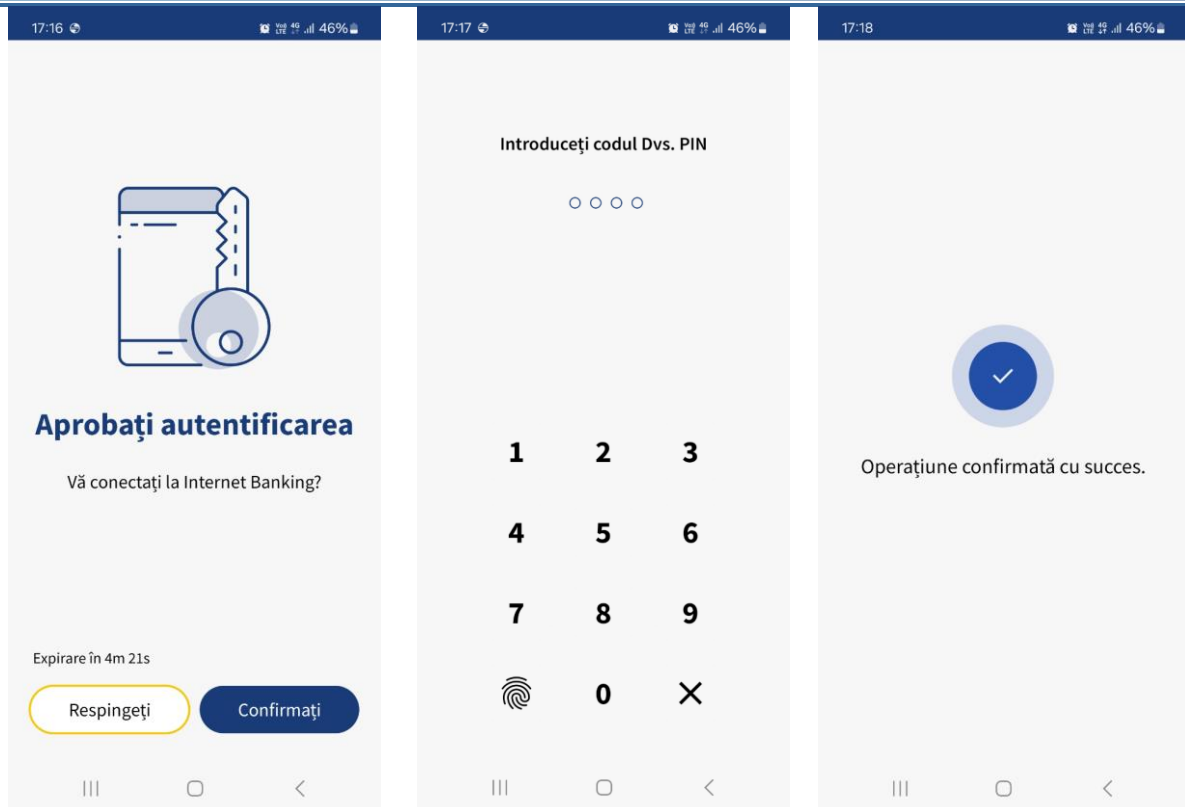 17:16 46%
Aprobați autentificarea
Vă conectați la Internet Banking?
Expirare în 4m 21s
Respingeți Confirmați
17:17 46%
Introduceți codul Dvs. PIN
1 2 3
4 5 6
7 8 9
0
17:18 46%
Operațiune confirmată cu succes.